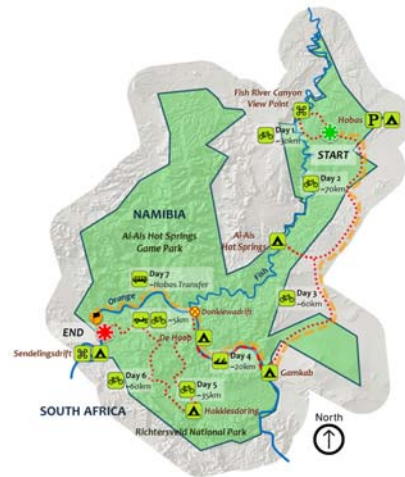 Fish River Canyon
View Point
Hobas
P
Day 1
~30km
START
Day 2
~70km
NAMIBIA
Ai-Ais Hot Springs
Game Park
Ai-Ais
Hot Springs
Fish
Day 7
~Hobas Transfer
Orange
Day 3
~60km
~5km
Donkiewadrift
END
De Hoop
Day 4
~20km
Gamkab
Sendelingsdrift
Day 6
~60km
Day 5
~35km
SOUTH AFRICA
Hakkiesdoring
Richtersveld National Park
North